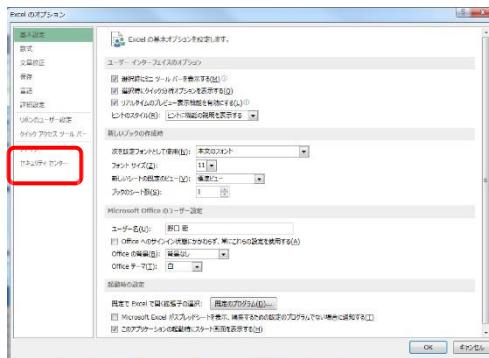 Excel のオプション
基本設定
数式
文章校正
保存
言語
詳細設定
リボンのユーザー設定
クイック アクセス ツール バー
セキュリティ センター
Excel の基本オプションを設定します。
ユーザー インターフェイスのオプション
選択時にミニ ツール バーを表示する(M)
選択時にクイック分析オプションを表示する(Q)
リアルタイムのプレビュー表示機能を有効にする(L)
ヒントのスタイル(R): ヒントに機能の説明を表示する
新しいブックの作成時
次を既定フォントとして使用(N): 本文のフォント
フォント サイズ(Z): 11
新しいシートの既定のビュー(V): 標準ビュー
ブックのシート数(S): 1
Microsoft Office のユーザー設定
ユーザー名(U): 野口
Office へのサインイン状態にかかわらず、常にこれらの設定を使用する(A)
Office の背景(B): 背景なし
Office テーマ(T): 白
起動時の設定
既定で Excel で開く拡張子の選択: 既定のプログラム(D)...
Microsoft Excel がスプレッドシートを表示、編集するための既定のプログラムでない場合に通知する(T)
このアプリケーションの起動時にスタート画面を表示する(H)
OK
キャンセル